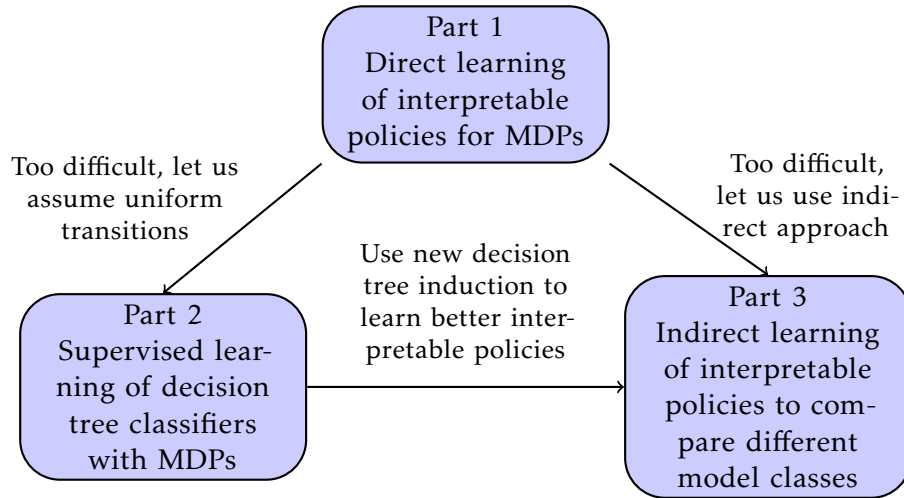 Part 1
Direct learning
of interpretable
policies for MDPs
Too difficult, let us
assume uniform
transitions
Too difficult,
let us use indi-
rect approach
Use new decision
tree induction to
learn better inter-
pretable policies
Part 2
Supervised lear-
ning of decision
tree classifiers
with MDPs
Part 3
Indirect learning
of interpretable
policies to com-
pare different
model classes